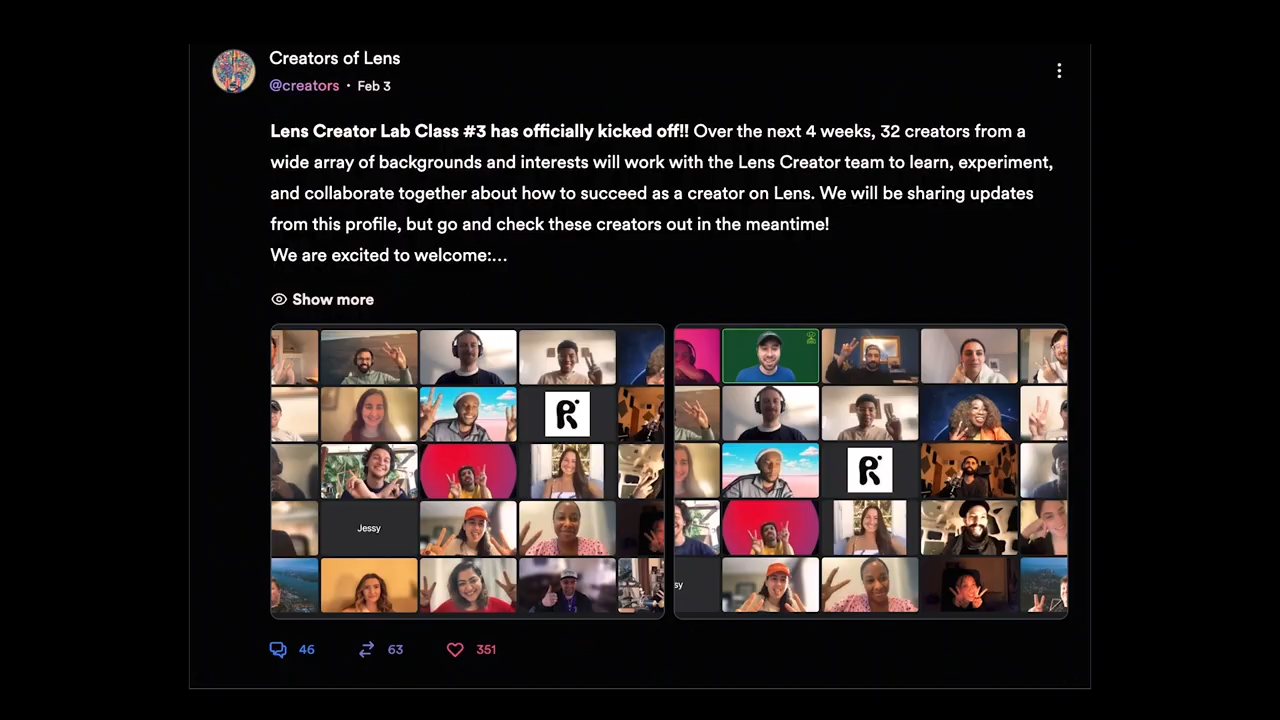 Creators of Lens
@creators · Feb 3
Lens Creator Lab Class #3 has officially kicked off!! Over the next 4 weeks, 32 creators from a
wide array of backgrounds and interests will work with the Lens Creator team to learn, experiment,
and collaborate together about how to succeed as a creator on Lens. We will be sharing updates
from this profile, but go and check these creators out in the meantime!
We are excited to welcome:...
Show more
R
R
Jessy
sy
46 63 351